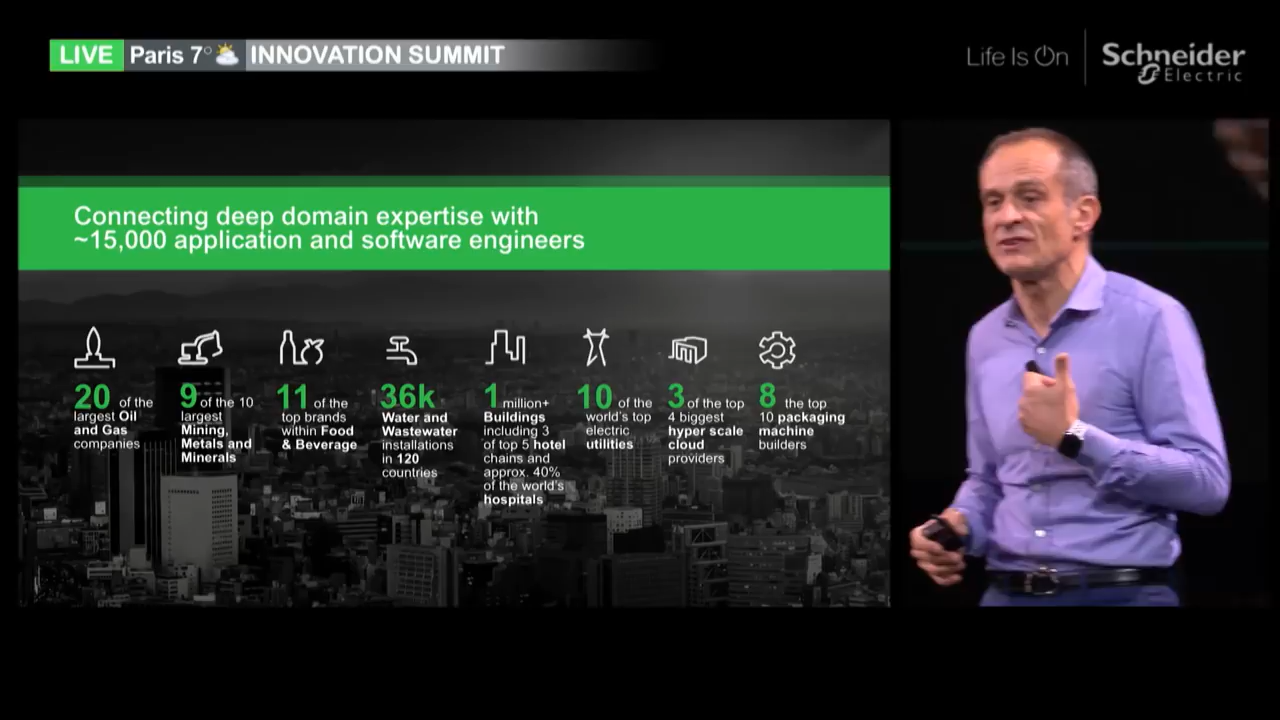 LIVE Paris 7° INNOVATION SUMMIT
Life Is On
Schneider
Electric
Connecting deep domain expertise with
~15,000 application and software engineers
20 of the
largest Oil
and Gas
companies
9 of the 10
largest
Mining,
Metals and
Minerals
11 of the
top brands
within Food
& Beverage
36k
Water and
Wastewater
installations
in 120
countries
1 million+
Buildings
including 3
of top 5 hotel
chains and
approx. 40%
of the world's
hospitals
10 of the
world's top
electric
utilities
3 of the top
4 biggest
hyper scale
cloud
providers
8 the top
10 packaging
machine
builders